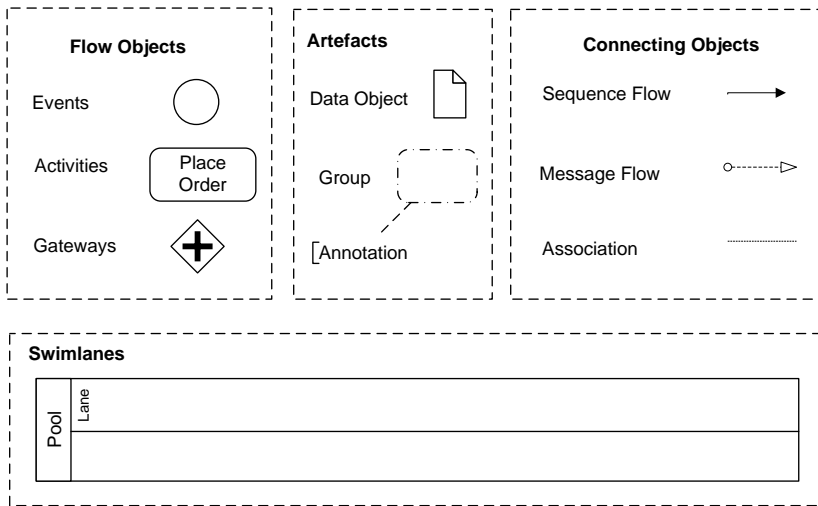 Flow Objects
Events
Activities
Place
Order
Gateways
Artefacts
Data Object
Group
Annotation
Connecting Objects
Sequence Flow
Message Flow
Association
Swimlanes
Pool
Lane